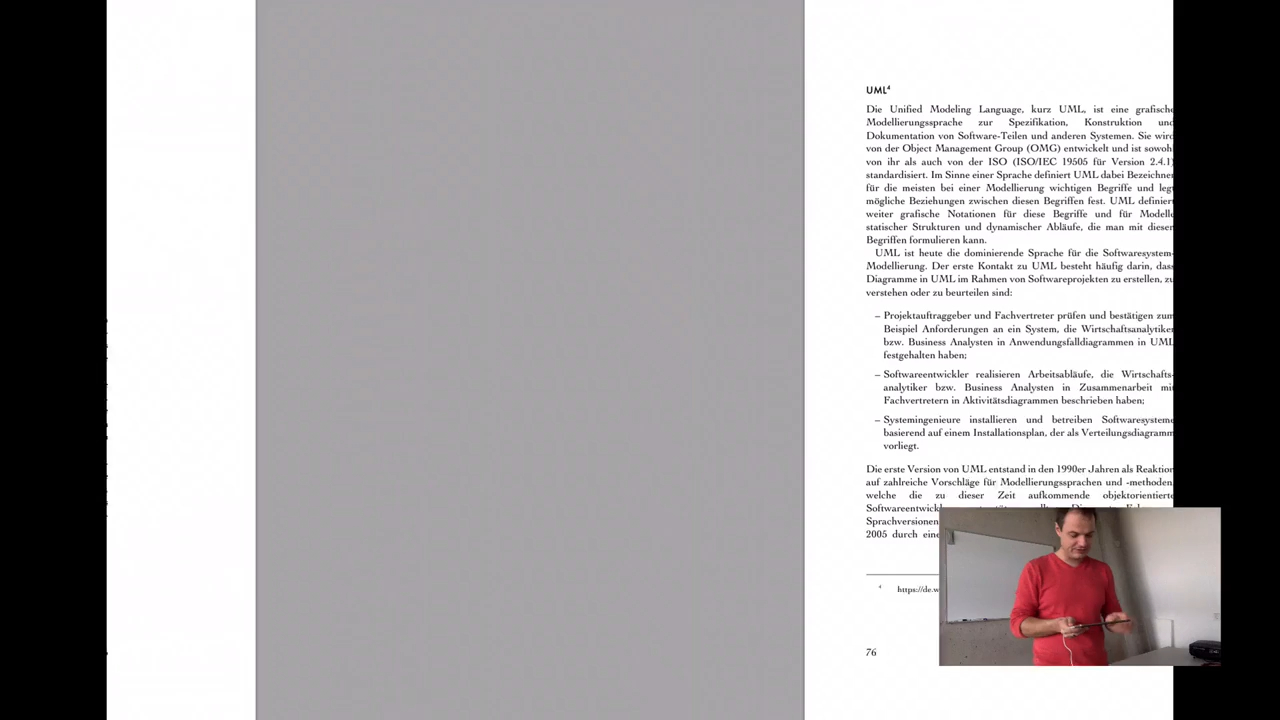 UML⁴
Die Unified Modeling Language, kurz UML, ist eine grafische
Modellierungssprache zur Spezifikation, Konstruktion und
Dokumentation von Software-Teilen und anderen Systemen. Sie wird
von der Object Management Group (OMG) entwickelt und ist sowohl
von ihr als auch von der ISO (ISO/IEC 19505 für Version 2.4.1)
standardisiert. Im Sinne einer Sprache definiert UML dabei Bezeichner
für die meisten bei einer Modellierung wichtigen Begriffe und legt
mögliche Beziehungen zwischen diesen Begriffen fest. UML definiert
weiter grafische Notationen für diese Begriffe und für Modelle
statischer Strukturen und dynamischer Abläufe, die man mit diesen
Begriffen formulieren kann.
UML ist heute die dominierende Sprache für die Softwaresystem-
Modellierung. Der erste Kontakt zu UML besteht häufig darin, dass
Diagramme in UML im Rahmen von Softwareprojekten zu erstellen, zu
verstehen oder zu beurteilen sind:
– Projektauftraggeber und Fachvertreter prüfen und bestätigen zum
Beispiel Anforderungen an ein System, die Wirtschaftsanalytiker
bzw. Business Analysten in Anwendungsfalldiagrammen in UML
festgehalten haben;
– Softwareentwickler realisieren Arbeitsabläufe, die Wirtschafts-
analytiker bzw. Business Analysten in Zusammenarbeit mit
Fachvertretern in Aktivitätsdiagrammen beschrieben haben;
– Systemingenieure installieren und betreiben Softwaresysteme
basierend auf einem Installationsplan, der als Verteilungsdiagramm
vorliegt.
Die erste Version von UML entstand in den 1990er Jahren als Reaktion
auf zahlreiche Vorschläge für Modellierungssprachen und -methoden,
welche die zu dieser Zeit aufkommende objektorientierte
Softwareentwickl
Sprachversionen
2005 durch eine
⁴ https://de.w
76